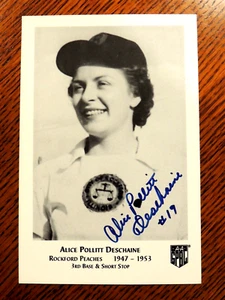 Alice Pollitt
Deschaine
#19
ALICE POLLITT DESCHAINE
ROCKFORD PEACHES 1947 - 1953
3RD BASE & SHORT STOP